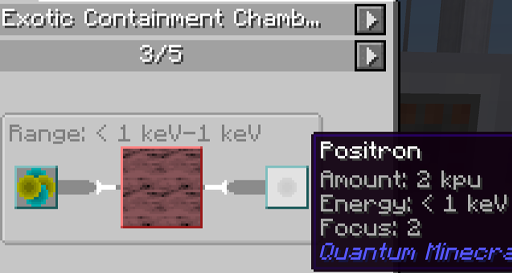 Exotic Containment Chamb...
3/5
Range: < 1 keV-1 keV
Positron
Amount: 2 kpu
Energy: < 1 keV
Focus: 2
Quantum Minecra